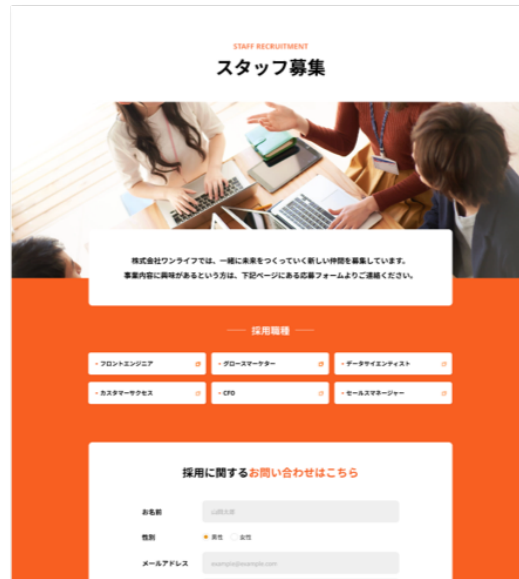 STAFF RECRUITMENT
スタッフ募集
株式会社ワンライフでは、一緒に未来をつくっていく新しい仲間を募集しています。
事業内容に興味があるという方は、下記ページにある応募フォームよりご連絡ください。
採用職種
フロントエンジニア
グロースマーケター
データサイエンティスト
カスタマーサクセス
CFO
セールスマネージャー
採用に関するお問い合わせはこちら
お名前
山岡太郎
性別
男性 女性
メールアドレス
example@example.com